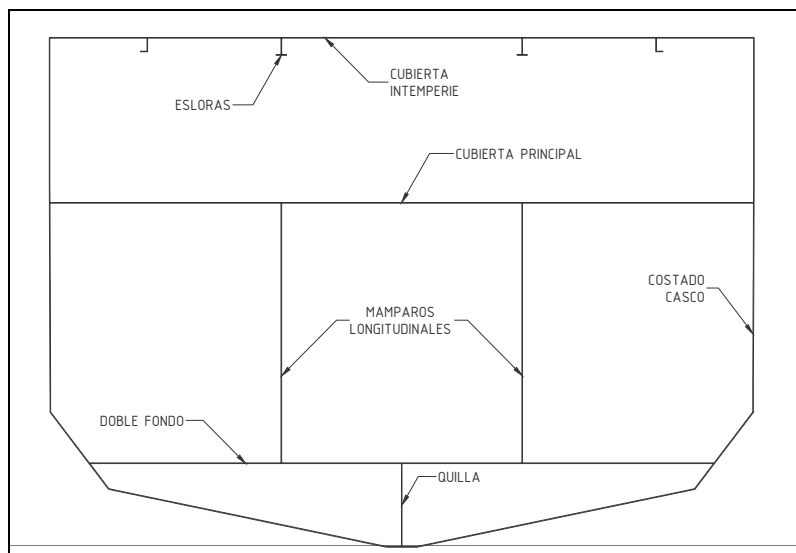 CUBIERTA
INTEMPERIE
ESLORAS
CUBIERTA PRINCIPAL
COSTADO
CASCO
MAMPAROS
LONGITUDINALES
DOBLE FONDO
QUILLA